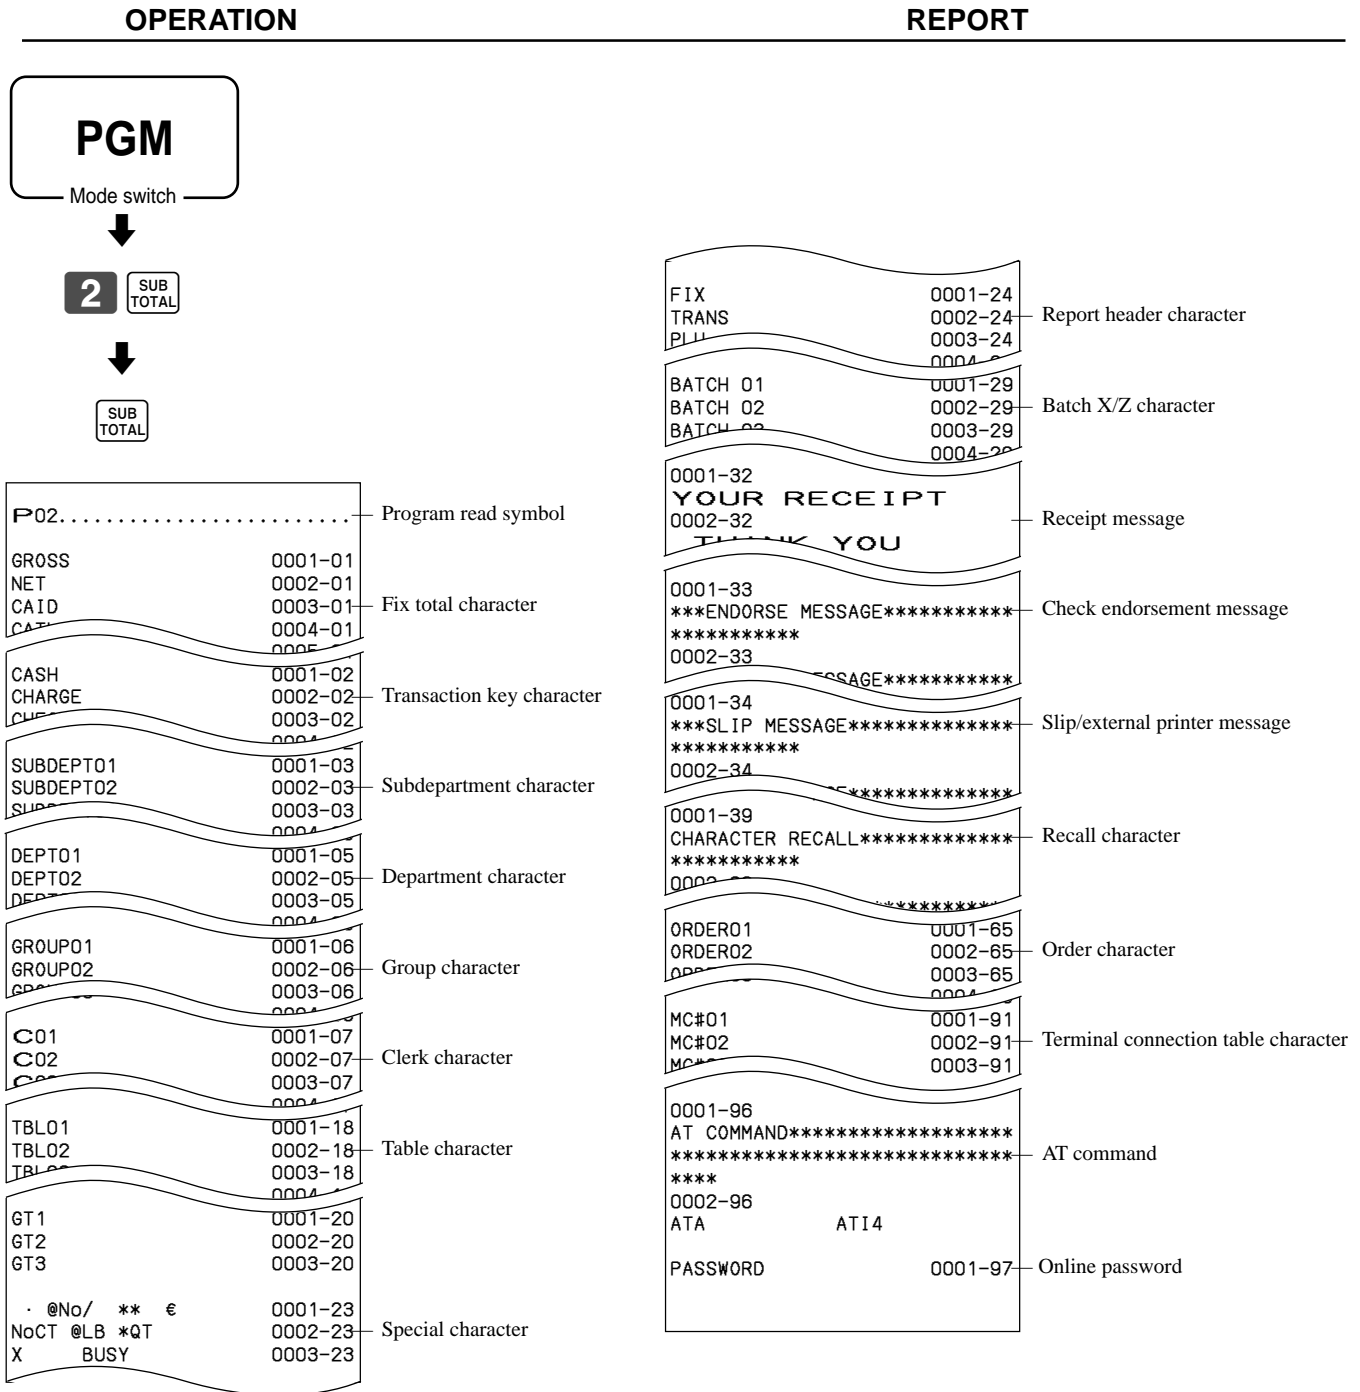 OPERATION
REPORT
PGM
Mode switch
2 SUB TOTAL
SUB TOTAL
P02......................... Program read symbol
GROSS 0001-01
NET 0002-01
CAID 0003-01 Fix total character
0004-01
CASH 0001-02
CHARGE 0002-02 Transaction key character
0003-02
SUBDEPT01 0001-03
SUBDEPT02 0002-03 Subdepartment character
0003-03
DEPT01 0001-05
DEPT02 0002-05 Department character
0003-05
GROUP01 0001-06
GROUP02 0002-06 Group character
0003-06
C01 0001-07
C02 0002-07 Clerk character
0003-07
TBL01 0001-18
TBL02 0002-18 Table character
0003-18
GT1 0001-20
GT2 0002-20
GT3 0003-20
· @No/ ** € 0001-23
NoCT @LB *QT 0002-23 Special character
X BUSY 0003-23
FIX 0001-24
TRANS 0002-24 Report header character
PLU 0003-24
BATCH 01 0001-29
BATCH 02 0002-29 Batch X/Z character
BATCH 03 0003-29
0004-29
0001-32
YOUR RECEIPT
0002-32 Receipt message
THANK YOU
0001-33
***ENDORSE MESSAGE*********** Check endorsement message
***********
0002-33
SSAGE***********
0001-34
***SLIP MESSAGE************** Slip/external printer message
***********
0002-34
**************
0001-39
CHARACTER RECALL************* Recall character
***********
ORDER01 0001-65
ORDER02 0002-65 Order character
0003-65
MC#01 0001-91
MC#02 0002-91 Terminal connection table character
0003-91
0001-96
AT COMMAND*******************
***************************** AT command
****
0002-96
ATA ATI4
PASSWORD 0001-97 Online password